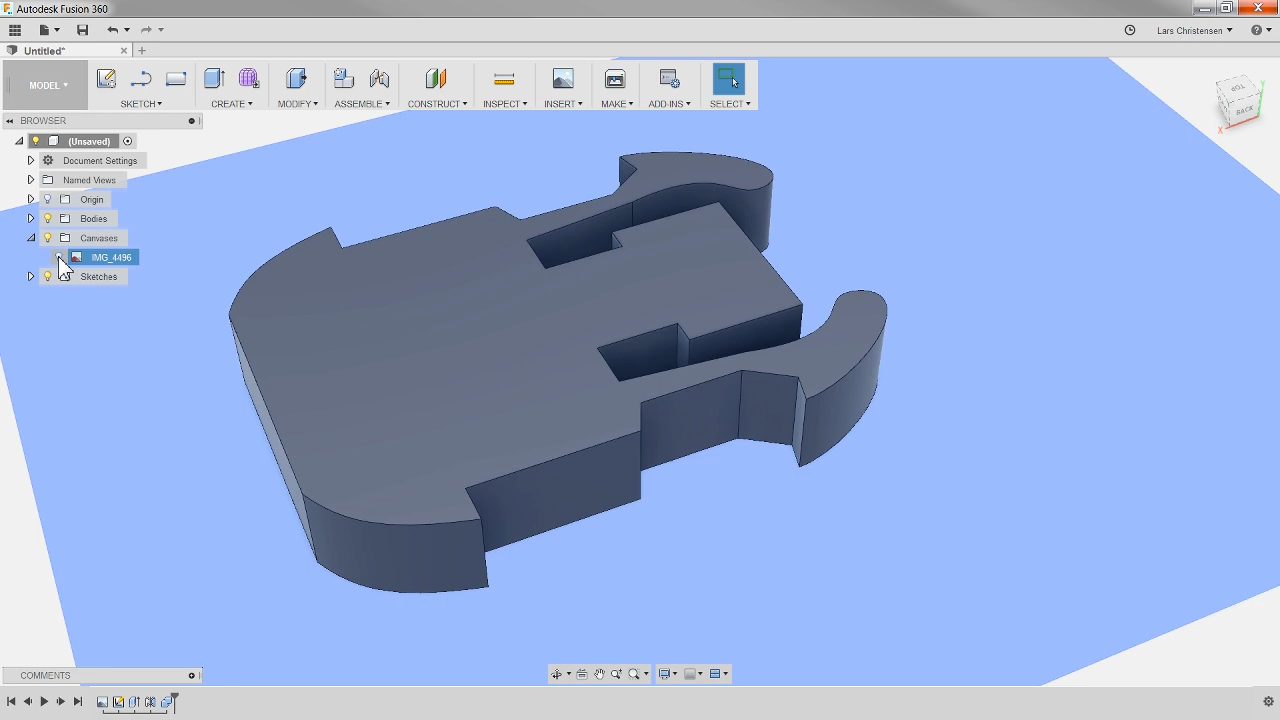 Autodesk Fusion 360
Lars Christensen
Untitled*
MODEL
SKETCH
CREATE
MODIFY
ASSEMBLE
CONSTRUCT
INSPECT
INSERT
MAKE
ADD-INS
SELECT
TOP
BACK
X
Y
BROWSER
(Unsaved)
Document Settings
Named Views
Origin
Bodies
Canvases
IMG_4496
Sketches
COMMENTS